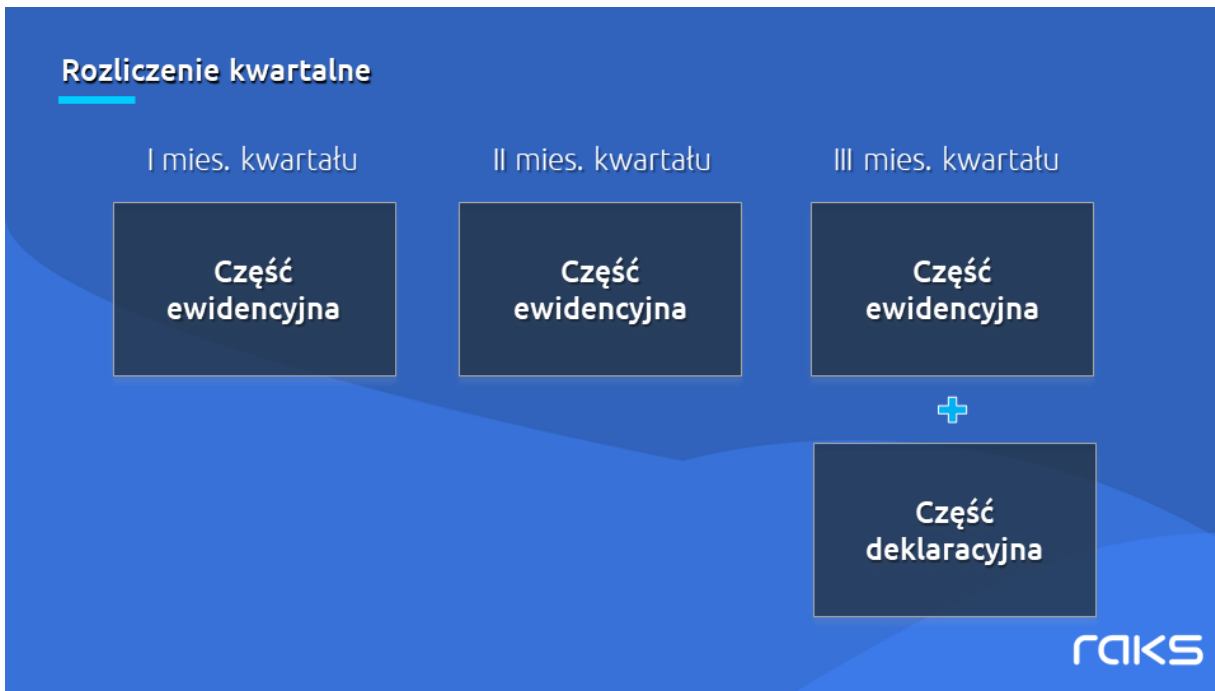 Rozliczenie kwartalne
I mies. kwartału
II mies. kwartału
III mies. kwartału
Część
ewidencyjna
Część
ewidencyjna
Część
ewidencyjna
Część
deklaracyjna
raks